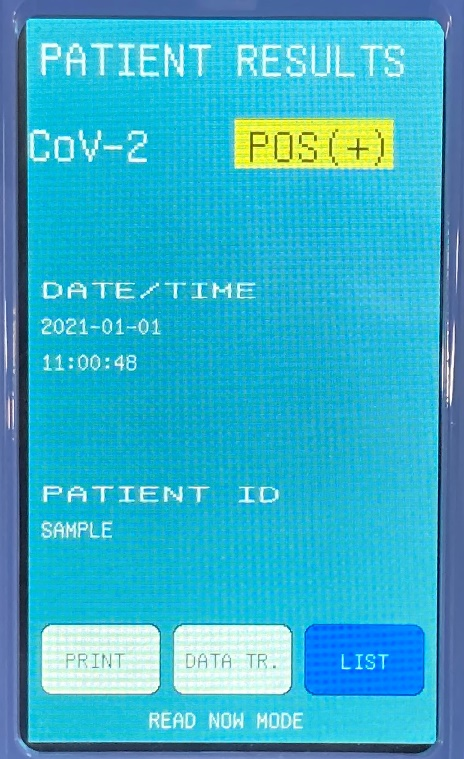 PATIENT RESULTS
CoV-2 POS(+)
DATE/TIME
2021-01-01
11:00:48
PATIENT ID
SAMPLE
PRINT DATA TR. LIST
READ NOW MODE